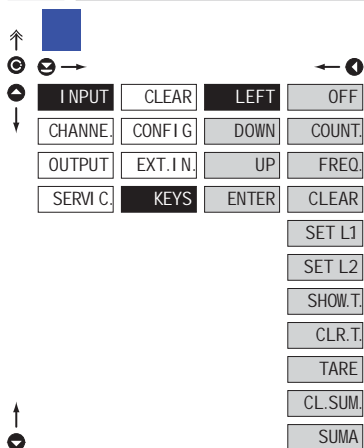 INPUT CLEAR LEFT OFF
CHANNE. CONFIG DOWN COUNT.
OUTPUT EXT.IN. UP FREQ.
SERVIC. KEYS ENTER CLEAR
SET L1
SET L2
SHOW.T.
CLR.T.
TARE
CL.SUM.
SUMA